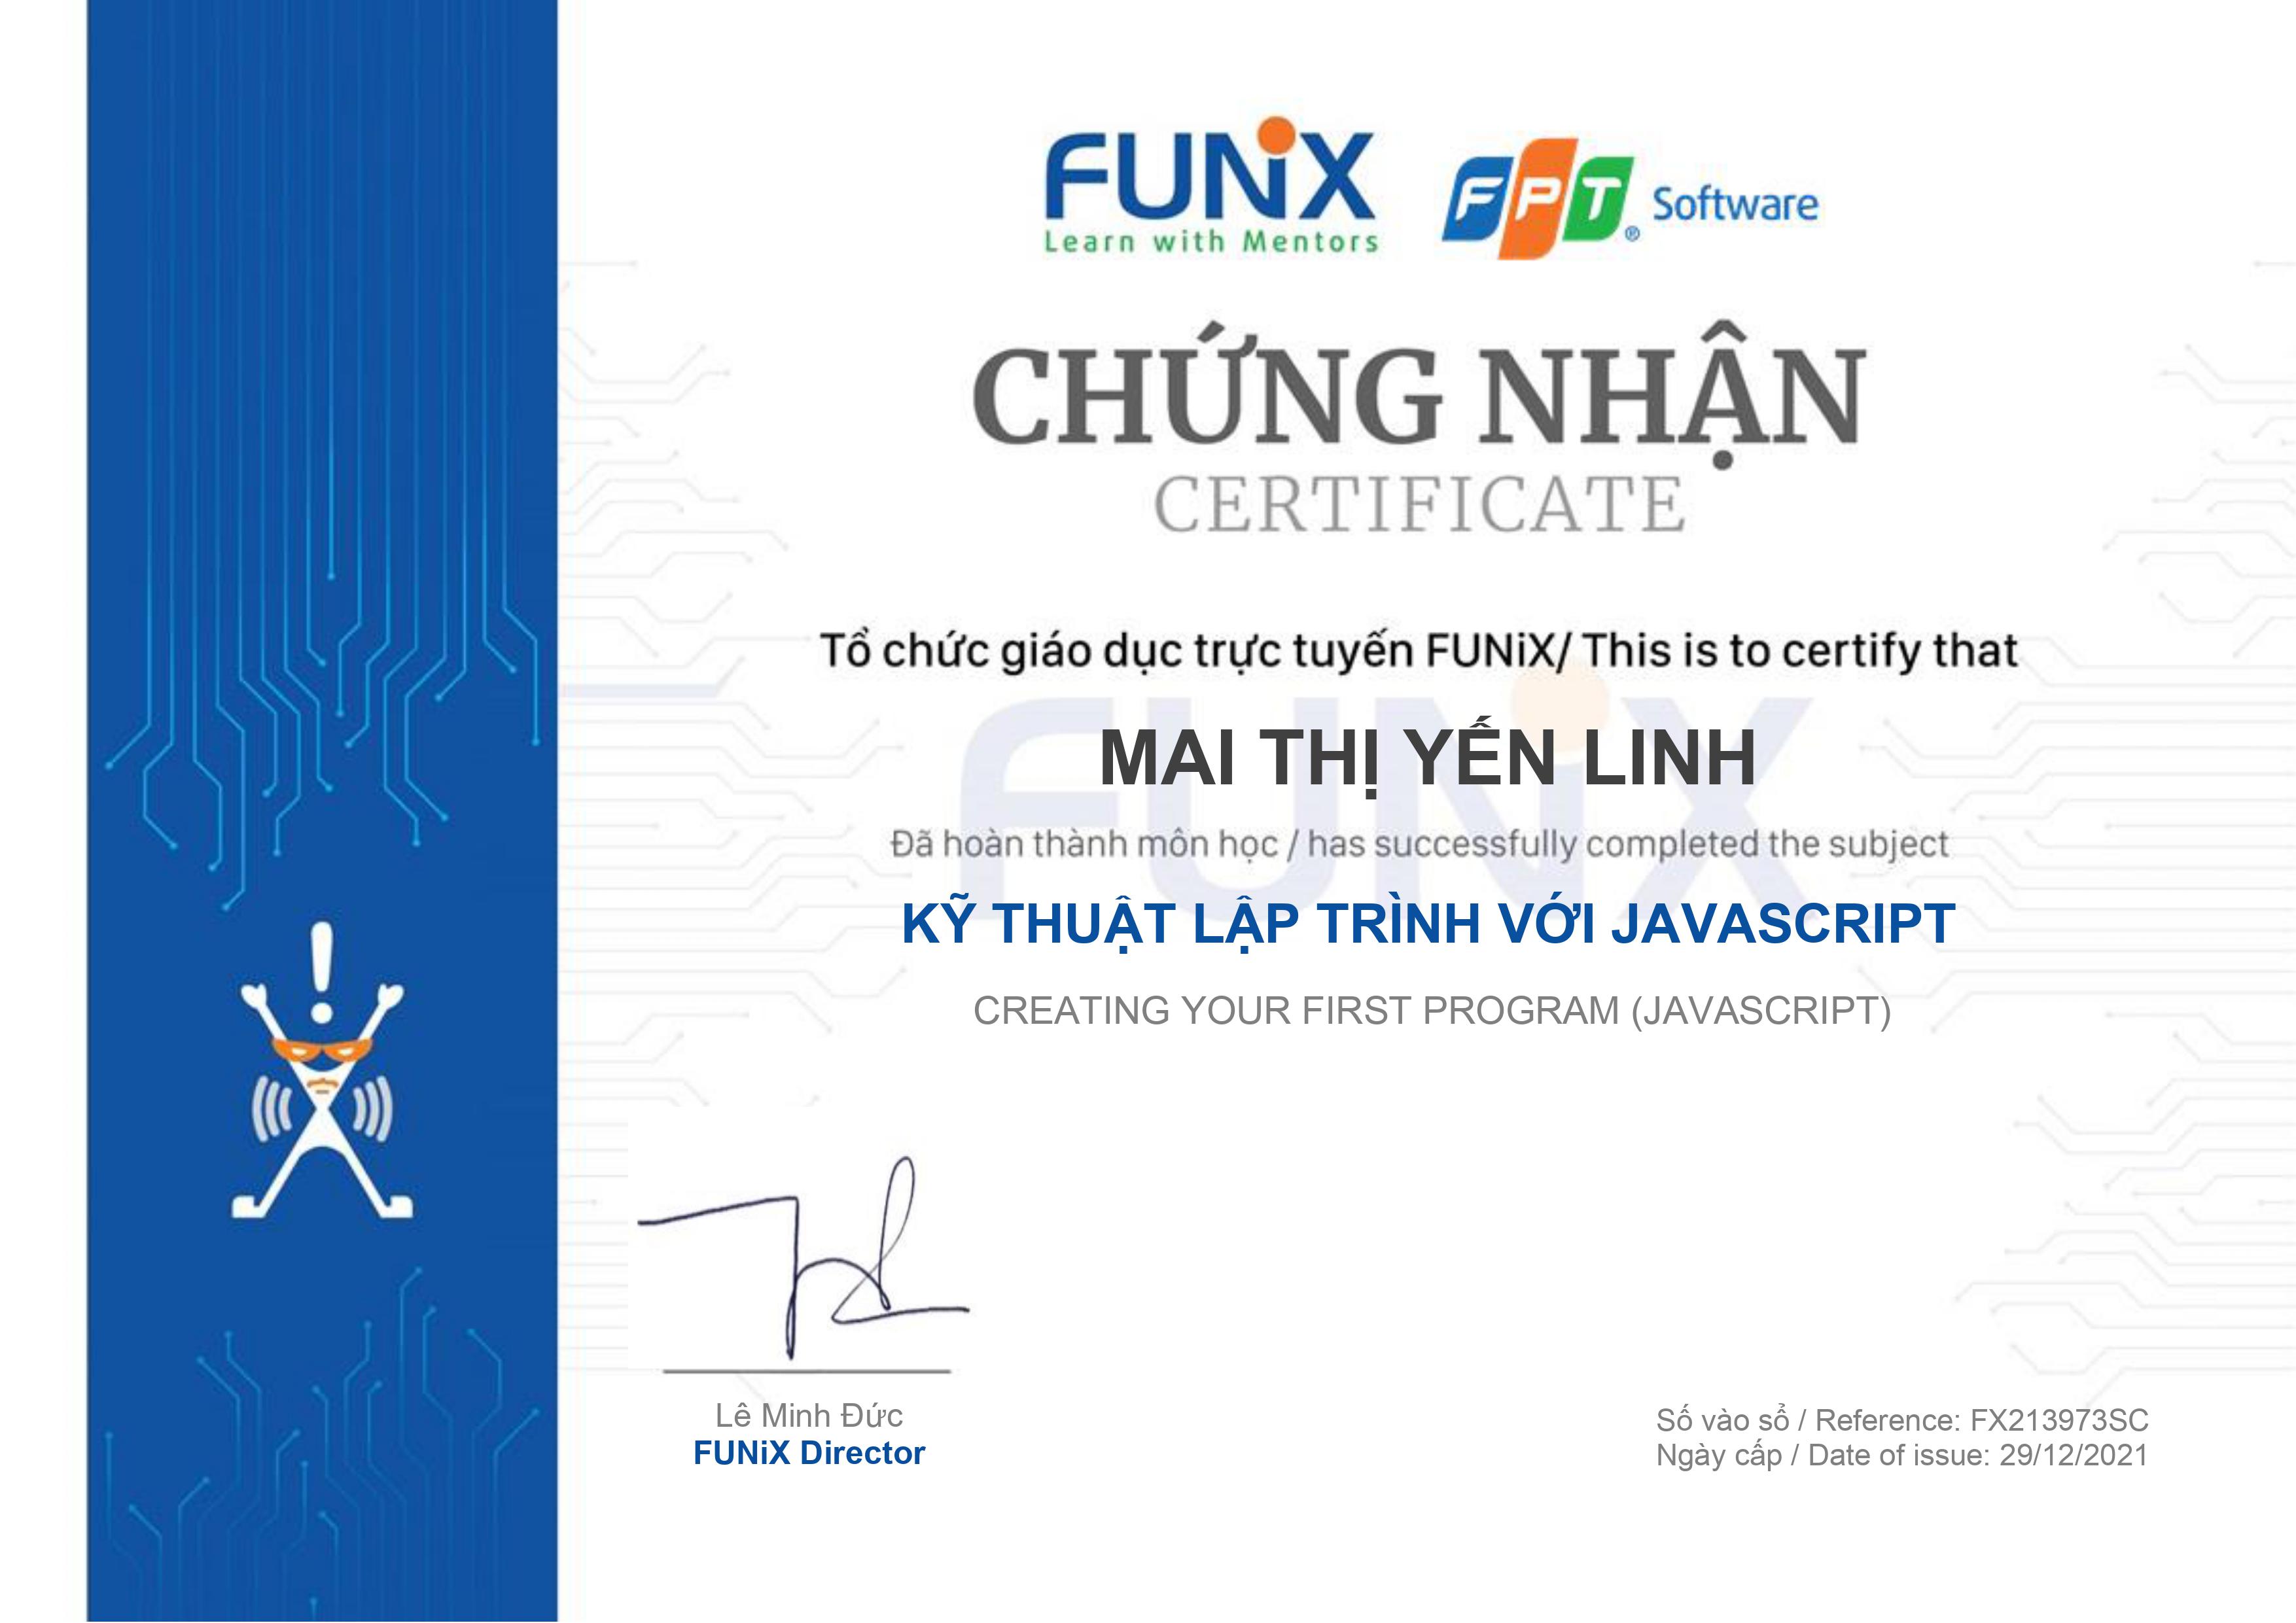 FUNiX
Learn with Mentors
FPT® Software
CHỨNG NHẬN
CERTIFICATE
Tổ chức giáo dục trực tuyến FUNiX/ This is to certify that
MAI THỊ YẾN LINH
Đã hoàn thành môn học / has successfully completed the subject
KỸ THUẬT LẬP TRÌNH VỚI JAVASCRIPT
CREATING YOUR FIRST PROGRAM (JAVASCRIPT)
Lê Minh Đức
FUNiX Director
Số vào sổ / Reference: FX213973SC
Ngày cấp / Date of issue: 29/12/2021